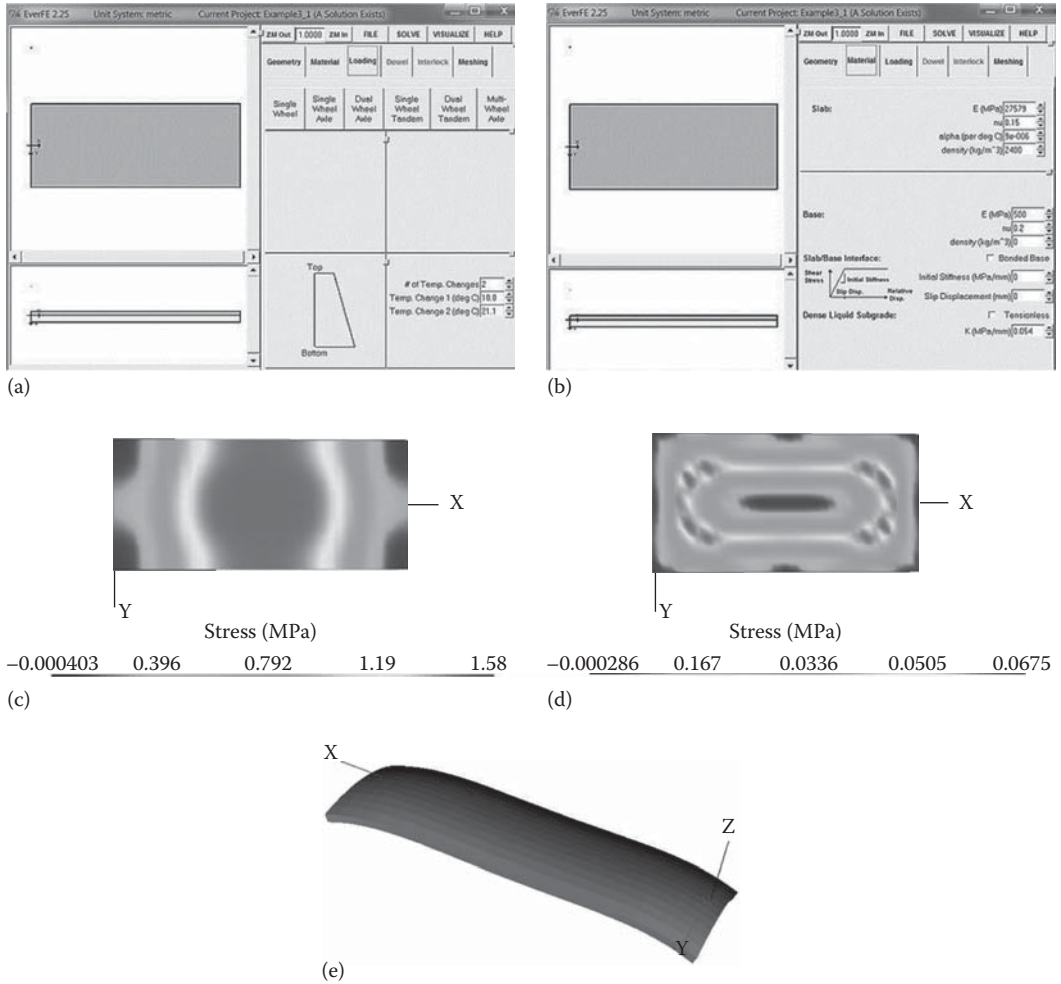 EverFE 2.25 Unit System: metric Current Project: Example3_1 (A Solution Exists)
ZM Out 1.0000 ZM In FILE SOLVE VISUALIZE HELP
Geometry Material Loading Dowel Interlock Meshing
Single Wheel
Single Wheel Axle
Dual Wheel Axle
Single Wheel Tandem
Dual Wheel Tandem
Multi-Wheel Axle
Top
Bottom
# of Temp. Changes 2
Temp. Change 1 (deg C)
Temp. Change 2 (deg C) 21.1
(a)
EverFE 2.25 Unit System: metric Current Project: Example3_1 (A Solution Exists)
ZM Out 1.0000 ZM In FILE SOLVE VISUALIZE HELP
Geometry Material Loading Dowel Interlock Meshing
Slab: E (MPa) 27579
nu 0.15
alpha (per deg C) 9e-006
density (kg/m^3) 2400
Base: E (MPa) 500
nu 0.2
density (kg/m^3) 0
Slab/Base Interface: Bonded Base
Shear Stress
Initial Stiffness
Slip Disp.
Relative Disp.
Initial Stiffness (MPa/mm) 0
Slip Displacement (mm) 0
Dense Liquid Subgrade: Tensionless
K (MPa/mm) 0.054
(b)
X
Y
Stress (MPa)
−0.000403 0.396 0.792 1.19 1.58
(c)
X
Y
Stress (MPa)
−0.000286 0.167 0.0336 0.0505 0.0675
(d)
X
Z
Y
(e)